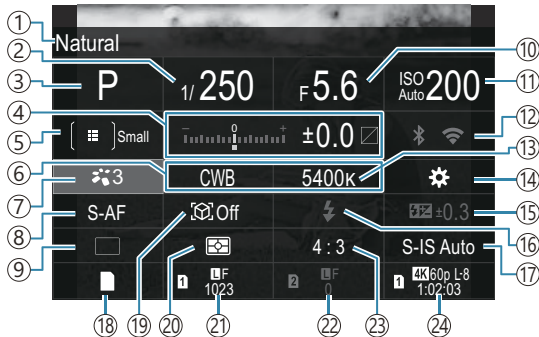 ①
Natural
②
⑩
③ P 1/250 F5.6 ISO Auto 200 ⑪
④
⑤ Small - 0 + ±0.0 ⑫
⑥ ⑬
⑦ 3 CWB 5400K ⑭
⑧ S-AF Off ±0.3 ⑮
⑯
⑨ 4:3 S-IS Auto ⑰
1 LF 1023 2 LF 0 1 4K 60p L-8 1:02:03
⑱ ⑲ ⑳ ㉑ ㉒ ㉓ ㉔